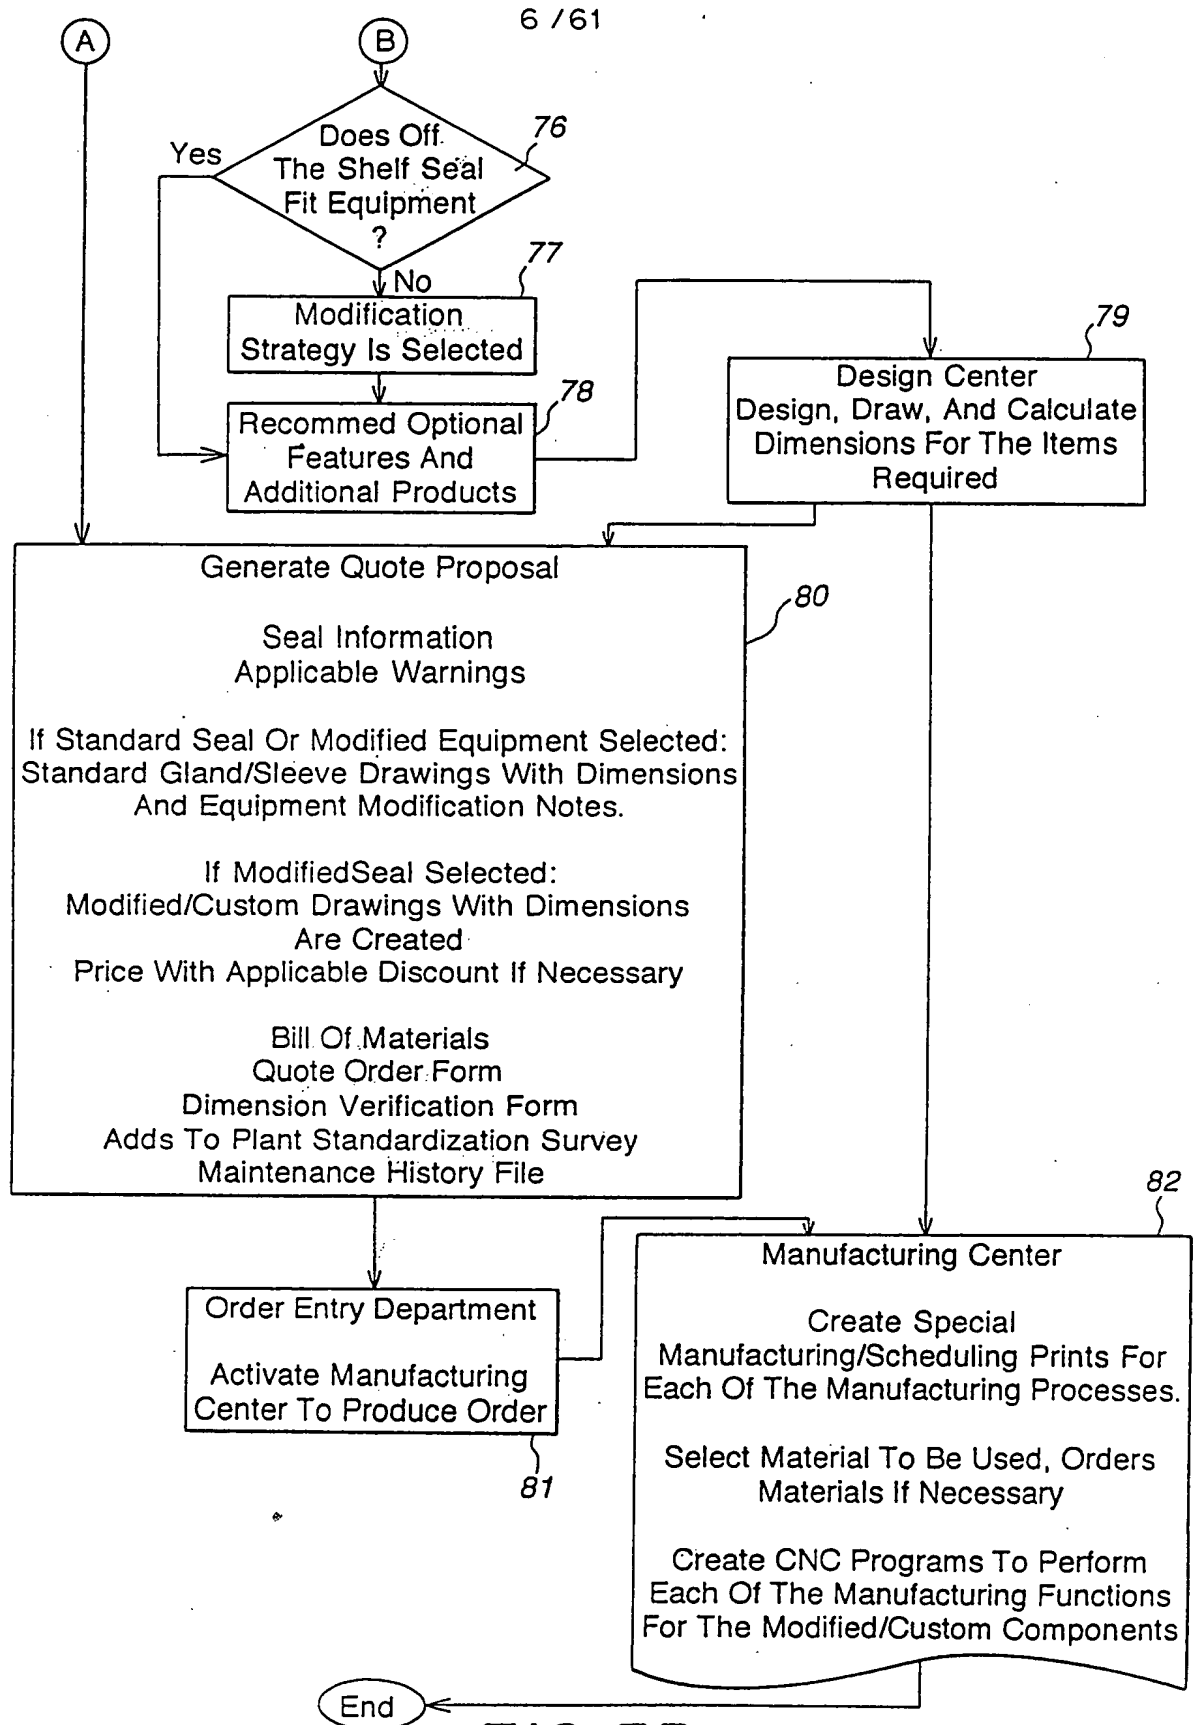 6 / 61
A
B
Does Off
The Shelf Seal
Fit Equipment
?
76
Yes
No
77
Modification
Strategy Is Selected
78
Recommed Optional
Features And
Additional Products
79
Design Center
Design, Draw, And Calculate
Dimensions For The Items
Required
80
Generate Quote Proposal
Seal Information
Applicable Warnings
If Standard Seal Or Modified Equipment Selected:
Standard Gland/Sleeve Drawings With Dimensions
And Equipment Modification Notes.
If ModifiedSeal Selected:
Modified/Custom Drawings With Dimensions
Are Created
Price With Applicable Discount If Necessary
Bill Of Materials
Quote Order Form
Dimension Verification Form
Adds To Plant Standardization Survey
Maintenance History File
Order Entry Department
Activate Manufacturing
Center To Produce Order
81
82
Manufacturing Center
Create Special
Manufacturing/Scheduling Prints For
Each Of The Manufacturing Processes.
Select Material To Be Used, Orders
Materials If Necessary
Create CNC Programs To Perform
Each Of The Manufacturing Functions
For The Modified/Custom Components
End